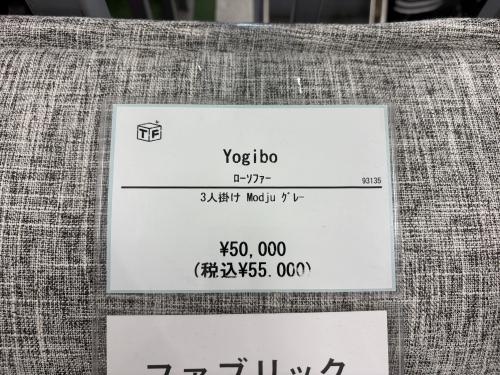 TF
Yogibo
ﾛｰｿﾌｧｰ
93135
3人掛け Modju ｸﾞﾚｰ
¥50,000
(税込¥55,000)
ファブリック